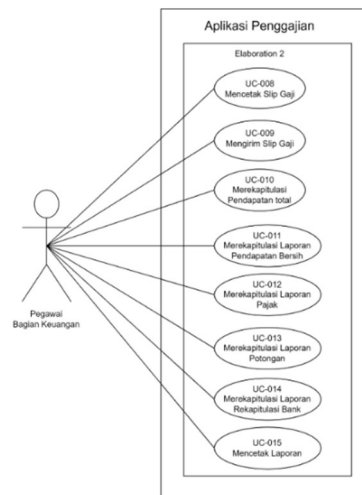 Aplikasi Penggajian
Elaboration 2
UC-008
Mencetak Slip Gaji
UC-009
Mengirim Slip Gaji
UC-010
Merekapitulasi
Pendapatan total
UC-011
Merekapitulasi Laporan
Pendapatan Bersih
UC-012
Merekapitulasi Laporan
Pajak
UC-013
Merekapitulasi Laporan
Potongan
UC-014
Merekapitulasi Laporan
Rekapitulasi Bank
UC-015
Mencetak Laporan
Pegawai
Bagian Keuangan